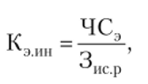 Кэ.ин = ЧСэ / Зис.р,